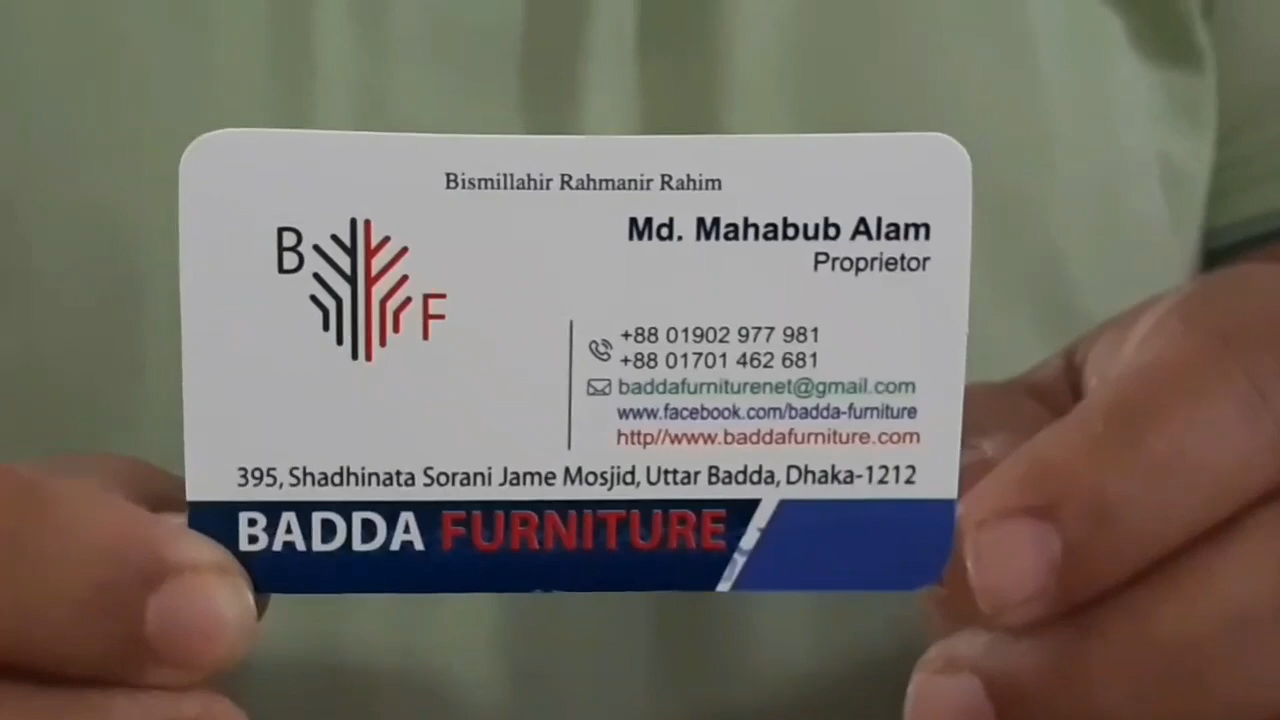 Bismillahir Rahmanir Rahim
B F
Md. Mahabub Alam
Proprietor
+88 01902 977 981
+88 01701 462 681
baddafurniturenet@gmail.com
www.facebook.com/badda-furniture
http//www.baddafurniture.com
395, Shadhinata Sorani Jame Mosjid, Uttar Badda, Dhaka-1212
BADDA FURNITURE